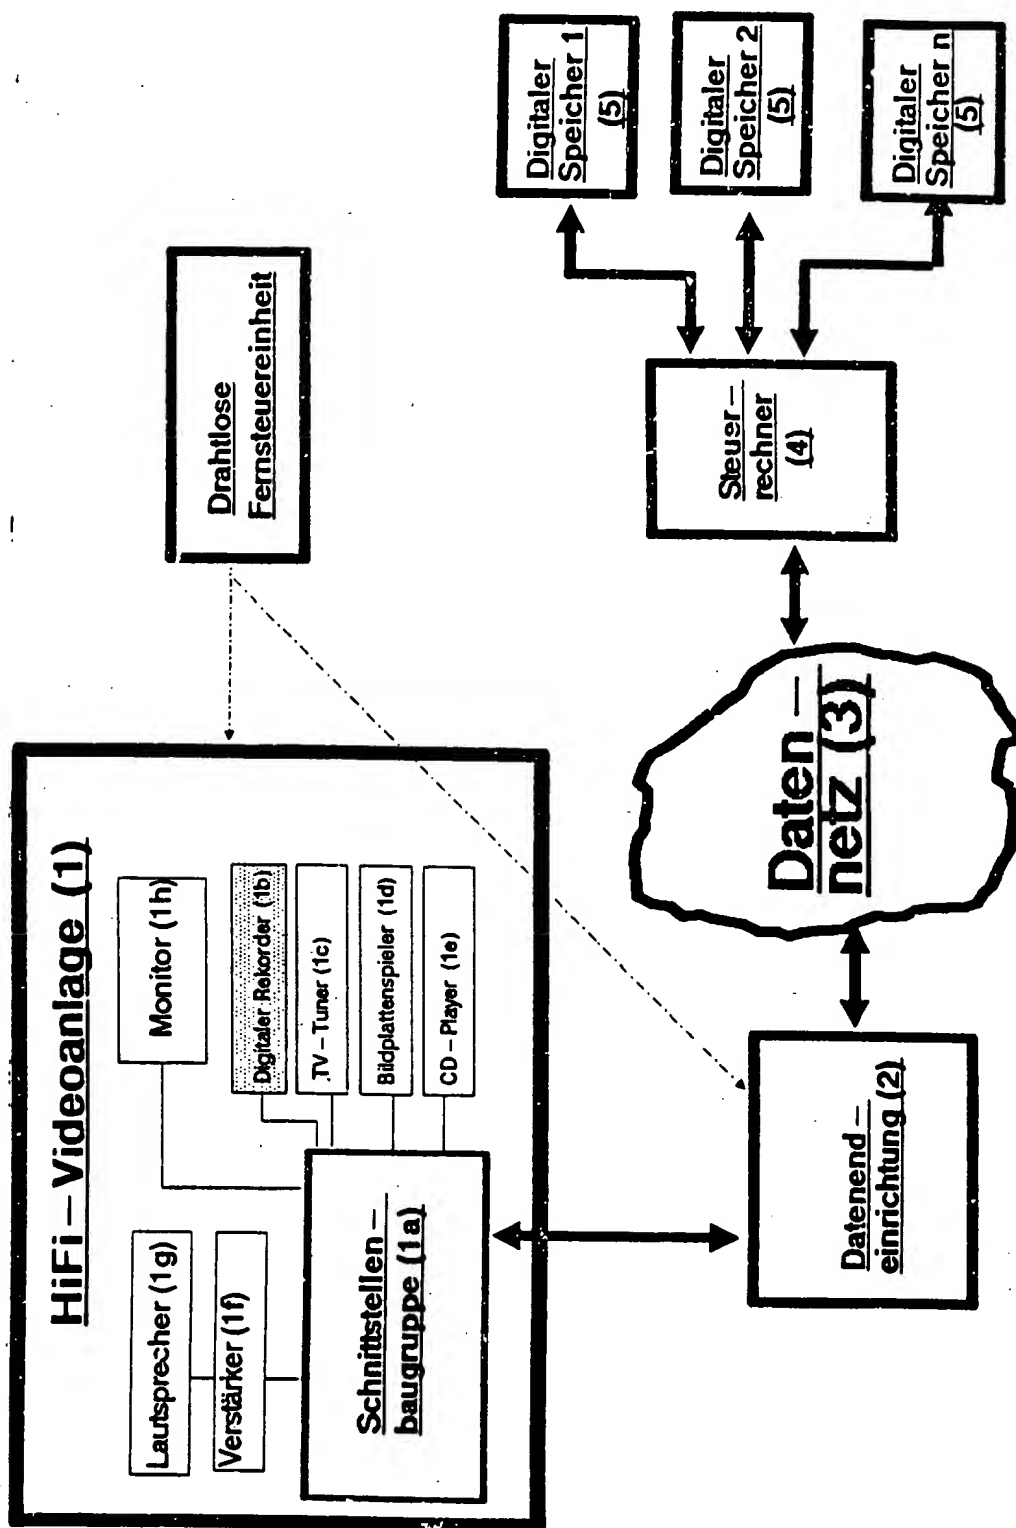 HiFi – Videoanlage (1)
Lautsprecher (1g)
Verstärker (1f)
Monitor (1h)
Schnittstellen –
baugruppe (1a)
Digitaler Rekorder (1b)
TV – Tuner (1c)
Bildplattenspieler (1d)
CD – Player (1e)
Drahtlose
Fernsteuereinheit
Datenend –
einrichtung (2)
Daten –
netz (3)
Steuer –
rechner
(4)
Digitaler
Speicher 1
(5)
Digitaler
Speicher 2
(5)
Digitaler
Speicher n
(5)